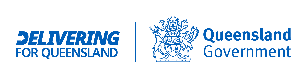 DELIVERING
FOR QUEENSLAND
Queensland
Government